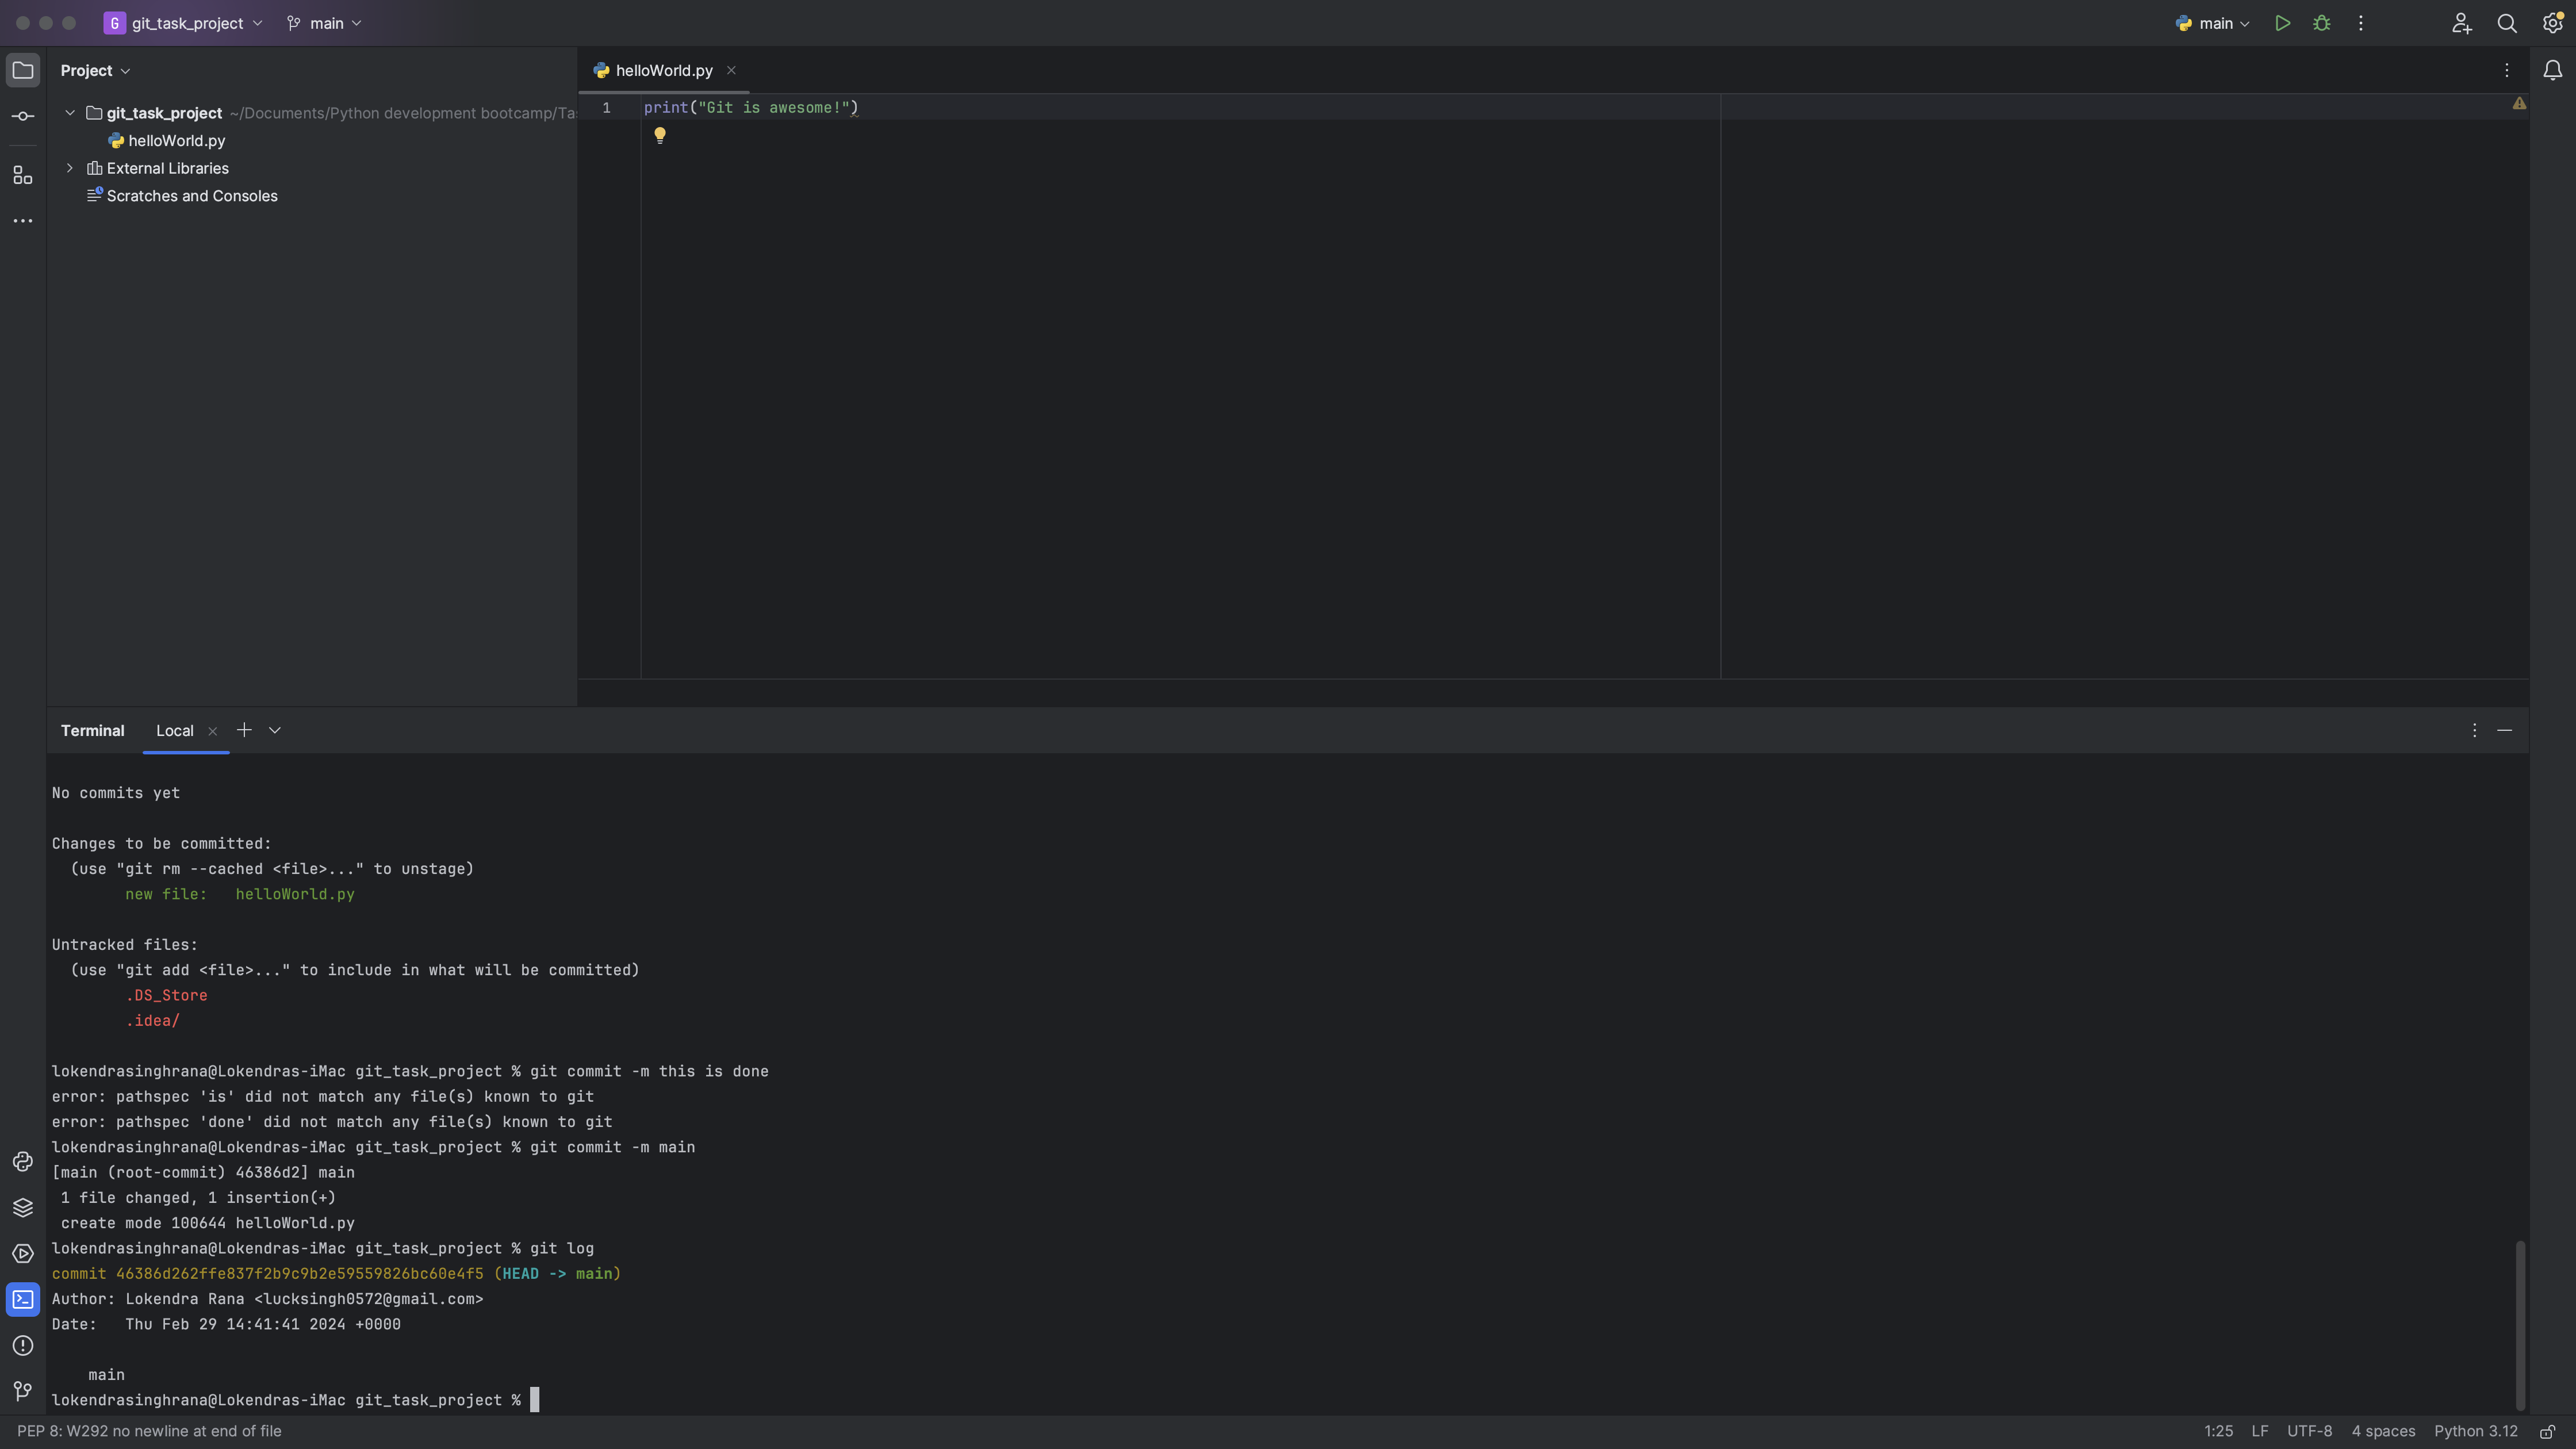 G git_task_project main main
Project
helloWorld.py
git_task_project ~/Documents/Python development bootcamp/Ta
helloWorld.py
External Libraries
Scratches and Consoles
1 print("Git is awesome!")
Terminal Local
No commits yet
Changes to be committed:
(use "git rm --cached <file>..." to unstage)
new file: helloWorld.py
Untracked files:
(use "git add <file>..." to include in what will be committed)
.DS_Store
.idea/
lokendrasinghrana@Lokendras-iMac git_task_project % git commit -m this is done
error: pathspec 'is' did not match any file(s) known to git
error: pathspec 'done' did not match any file(s) known to git
lokendrasinghrana@Lokendras-iMac git_task_project % git commit -m main
[main (root-commit) 46386d2] main
1 file changed, 1 insertion(+)
create mode 100644 helloWorld.py
lokendrasinghrana@Lokendras-iMac git_task_project % git log
commit 46386d262ffe837f2b9c9b2e59559826bc60e4f5 (HEAD -> main)
Author: Lokendra Rana <lucksingh0572@gmail.com>
Date: Thu Feb 29 14:41:41 2024 +0000
main
lokendrasinghrana@Lokendras-iMac git_task_project %
PEP 8: W292 no newline at end of file 1:25 LF UTF-8 4 spaces Python 3.12